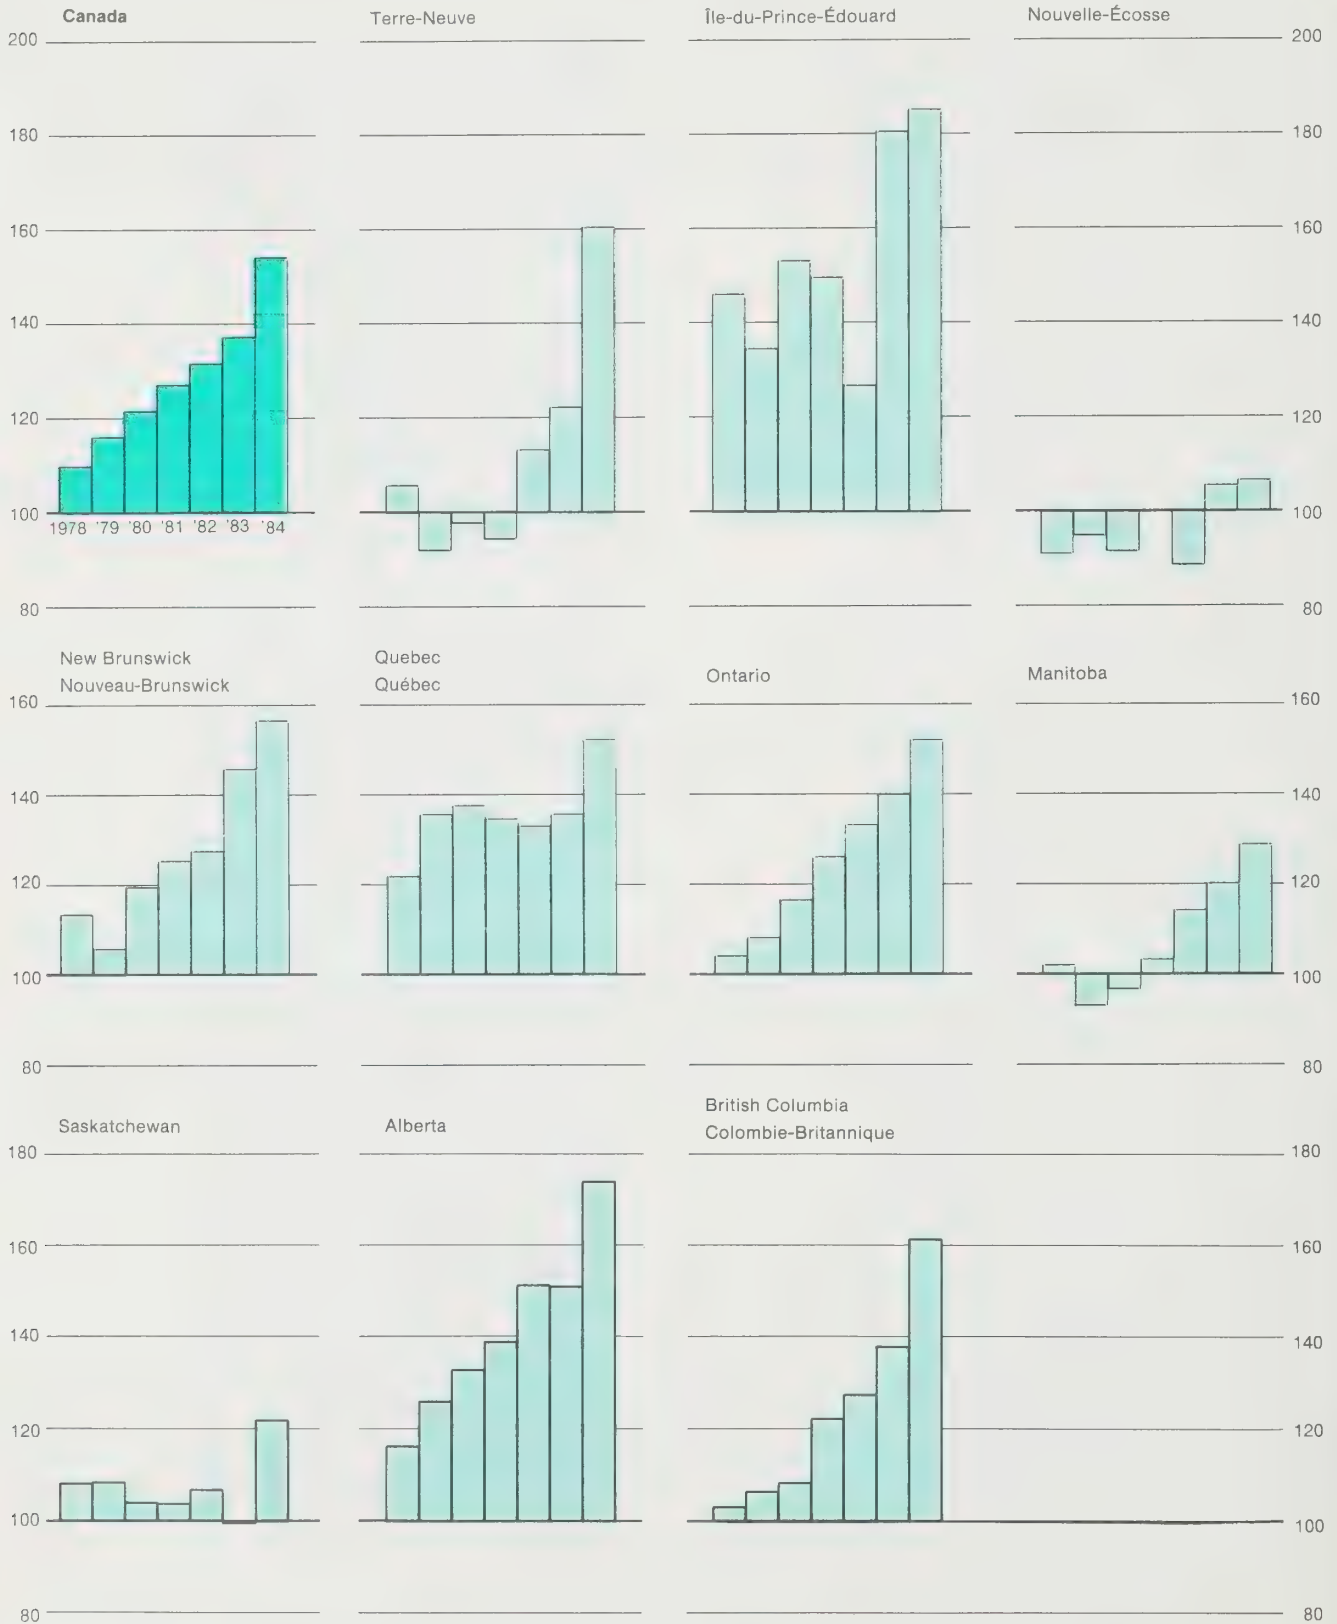 Canada
Terre-Neuve
Île-du-Prince-Édouard
Nouvelle-Écosse
200
200
180
180
160
160
140
140
120
120
100
1978 '79 '80 '81 '82 '83 '84
100
80
80
New Brunswick
Nouveau-Brunswick
Quebec
Québec
Ontario
Manitoba
160
160
140
140
120
120
100
100
80
80
Saskatchewan
Alberta
British Columbia
Colombie-Britannique
180
180
160
160
140
140
120
120
100
100
80
80